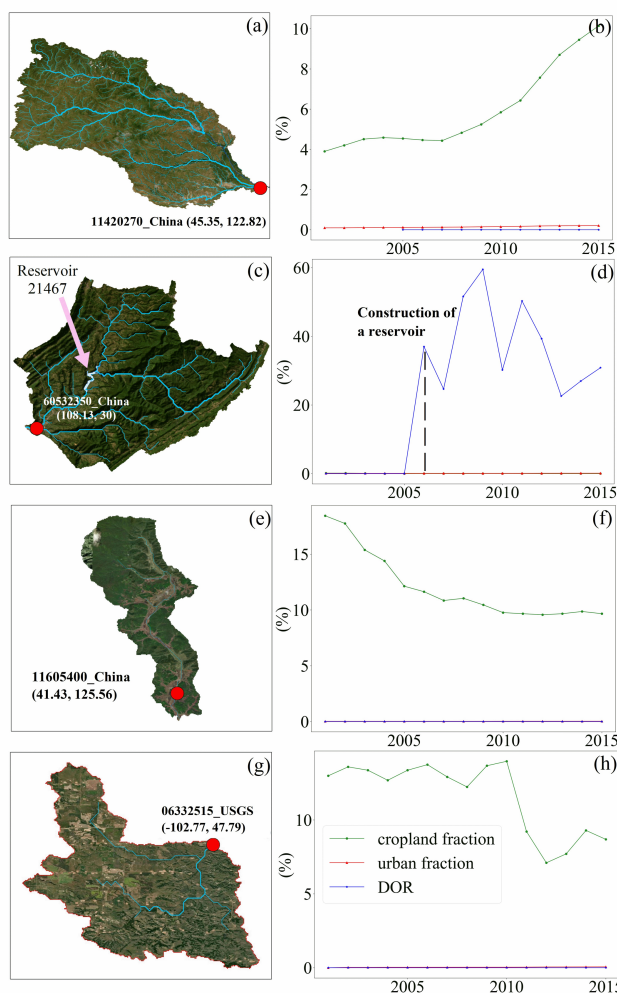 (a)
11420270_China (45.35, 122.82)
(b)
10
8
6
4
2
0
(%)
2005
2010
2015
(c)
Reservoir
21467
60532350_China
(108.13, 30)
(d)
60
40
20
0
(%)
Construction of
a reservoir
2005
2010
2015
(e)
11605400_China
(41.43, 125.56)
(f)
15
10
5
0
(%)
2005
2010
2015
(g)
06332515_USGS
(-102.77, 47.79)
(h)
10
5
0
(%)
cropland fraction
urban fraction
DOR
2005
2010
2015